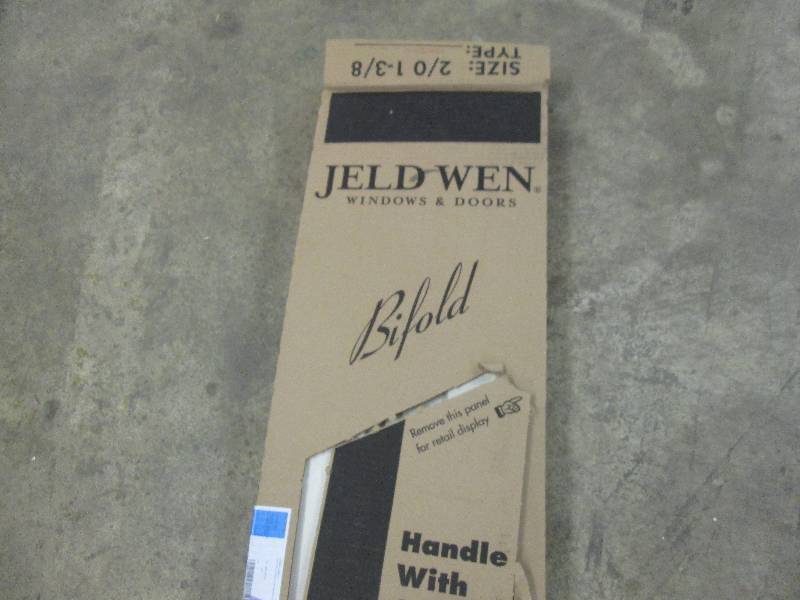 SIZE: 2/0 1-3/8
TYPE:
JELD-WEN®
WINDOWS & DOORS
Bifold
Remove this panel
for retail display
Handle
With